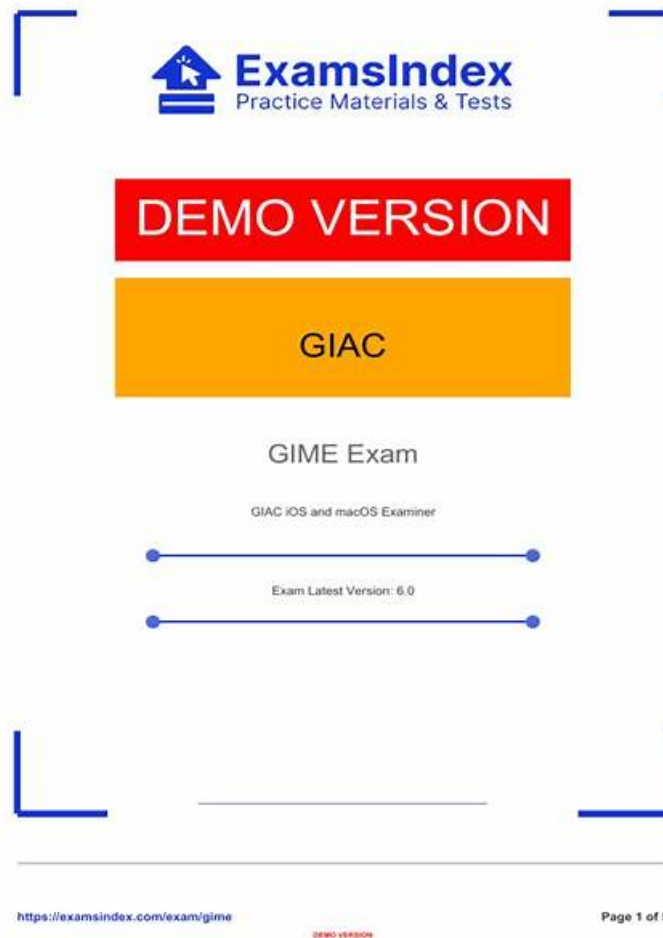 ExamsIndex
Practice Materials & Tests
DEMO VERSION
GIAC
GIME Exam
GIAC iOS and macOS Examiner
Exam Latest Version: 6.0
https://examsindex.com/exam/gime
Page 1 of
DEMO VERSION